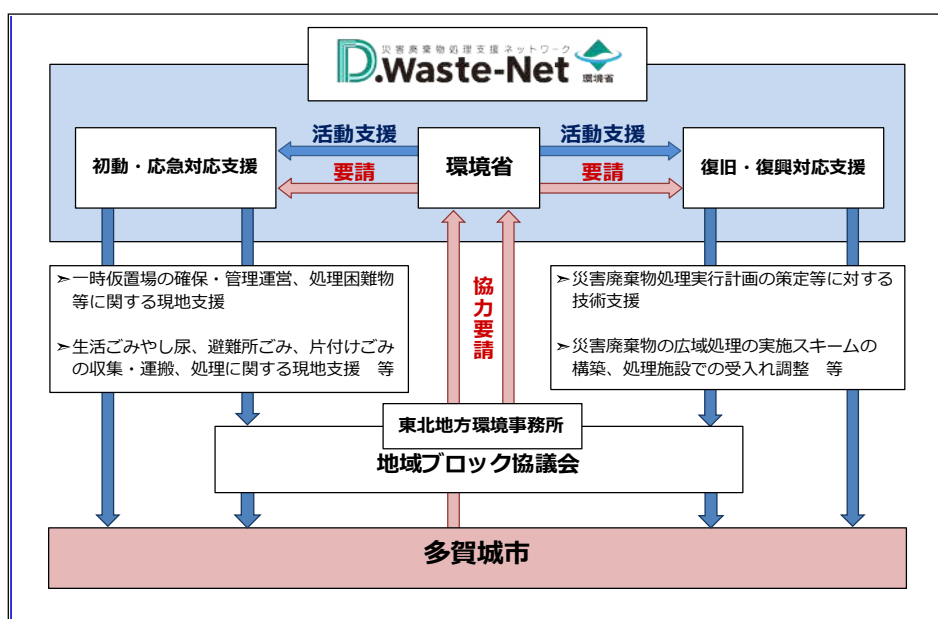 災害廃棄物処理支援ネットワーク
D.Waste-Net
環境省
活動支援
活動支援
初動・応急対応支援
環境省
復旧・復興対応支援
要請
要請
➣一時仮置場の確保・管理運営、処理困難物
等に関する現地支援
➣生活ごみやし尿、避難所ごみ、片付けごみ
の収集・運搬、処理に関する現地支援　等
協力要請
➣災害廃棄物処理実行計画の策定等に対する
技術支援
➣災害廃棄物の広域処理の実施スキームの
構築、処理施設での受入れ調整　等
東北地方環境事務所
地域ブロック協議会
多賀城市